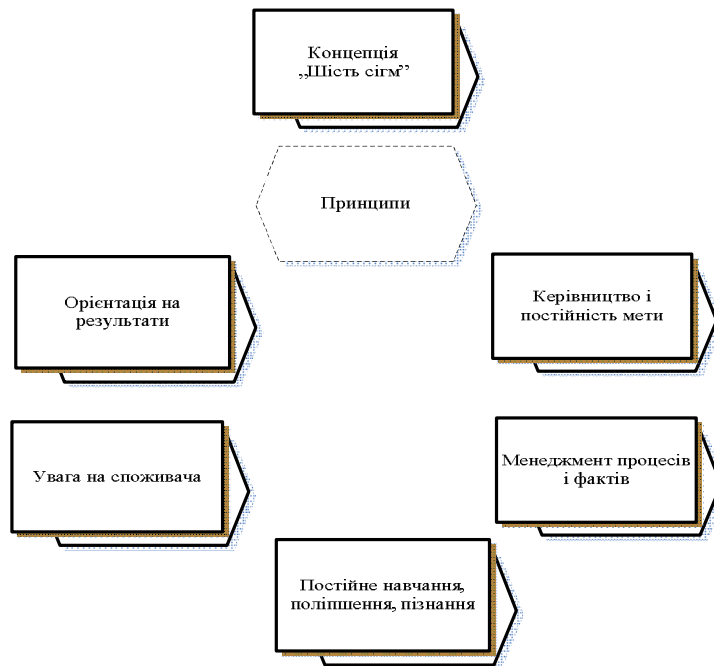 Концепція
„Шість сігм”
Принципи
Орієнтація на
результати
Керівництво і
постійність мети
Увага на споживача
Менеджмент процесів
і фактів
Постійне навчання,
поліпшення, пізнання